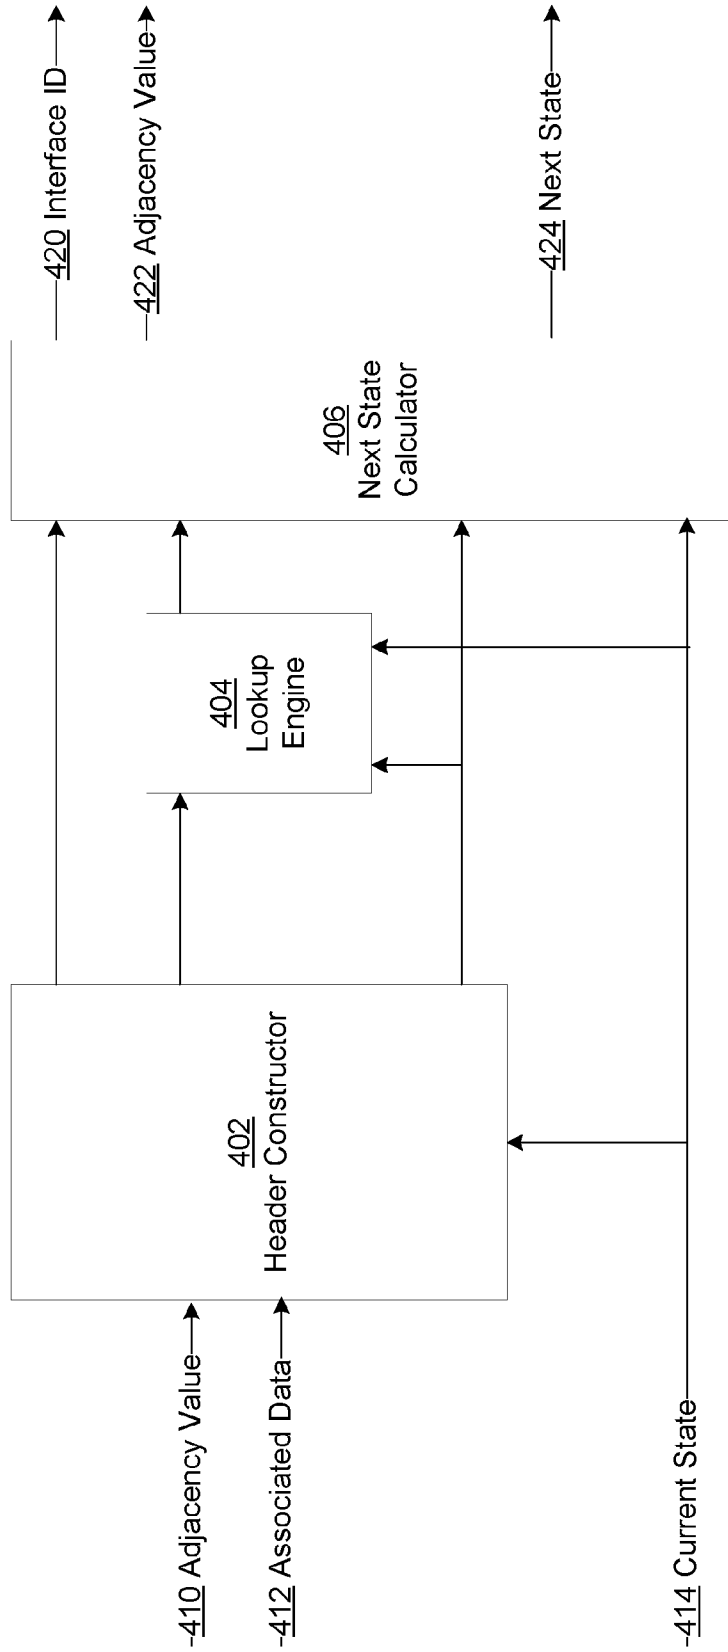 410 Adjacency Value
412 Associated Data
414 Current State
402
Header Constructor
404
Lookup
Engine
406
Next State
Calculator
420 Interface ID
422 Adjacency Value
424 Next State